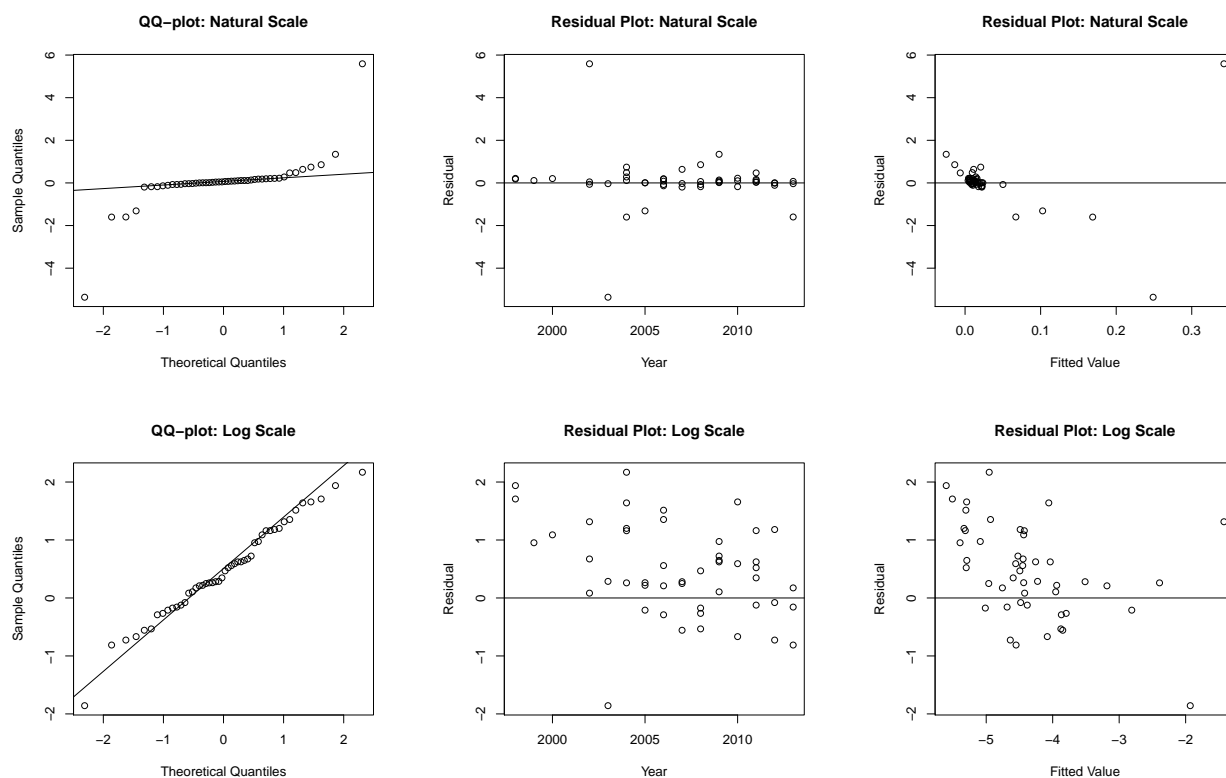 QQ−plot: Natural Scale
Sample Quantiles
6
4
2
0
−2
−4
−2 −1 0 1 2
Theoretical Quantiles
Residual Plot: Natural Scale
Residual
6
4
2
0
−2
−4
2000 2005 2010
Year
Residual Plot: Natural Scale
Residual
6
4
2
0
−2
−4
0.0 0.1 0.2 0.3
Fitted Value
QQ−plot: Log Scale
Sample Quantiles
2
1
0
−1
−2
−2 −1 0 1 2
Theoretical Quantiles
Residual Plot: Log Scale
Residual
2
1
0
−1
−2
2000 2005 2010
Year
Residual Plot: Log Scale
Residual
2
1
0
−1
−2
−5 −4 −3 −2
Fitted Value